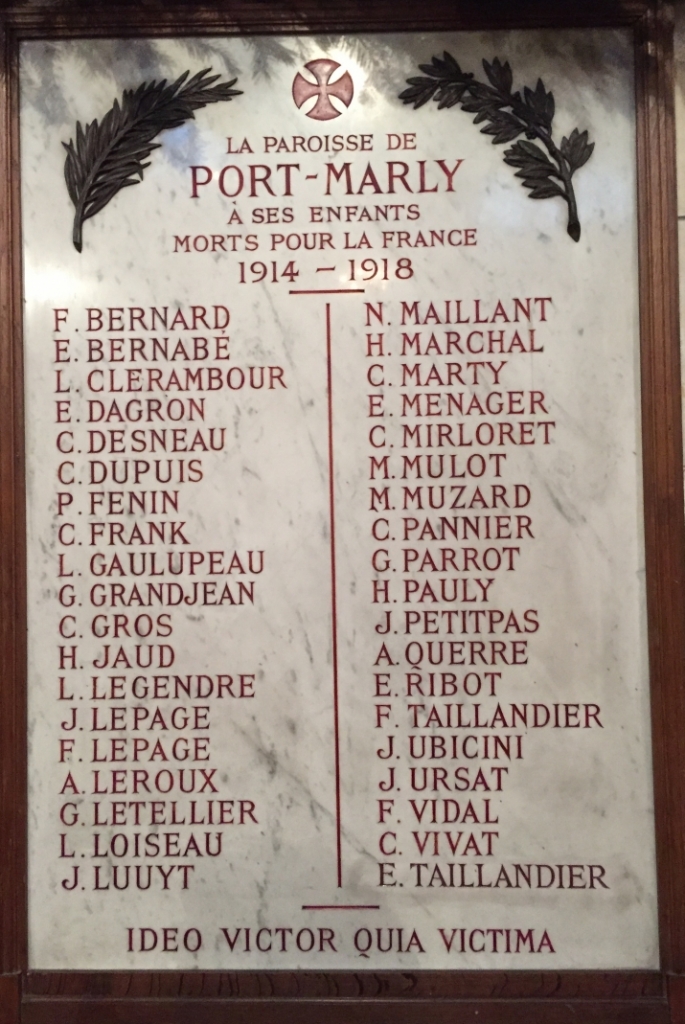 LA PAROISSE DE
PORT-MARLY
À SES ENFANTS
MORTS POUR LA FRANCE
1914 - 1918
F. BERNARD
E. BERNABÉ
L. CLERAMBOUR
E. DAGRON
C. DESNEAU
C. DUPUIS
P. FENIN
C. FRANK
L. GAULUPEAU
G. GRANDJEAN
C. GROS
H. JAUD
L. LEGENDRE
J. LEPAGE
F. LEPAGE
A. LEROUX
G. LETELLIER
L. LOISEAU
J. LUUYT
N. MAILLANT
H. MARCHAL
C. MARTY
E. MENAGER
C. MIRLORET
M. MULOT
M. MUZARD
C. PANNIER
G. PARROT
H. PAULY
J. PETITPAS
A. QUERRE
E. RIBOT
F. TAILLANDIER
J. UBICINI
J. URSAT
F. VIDAL
C. VIVAT
E. TAILLANDIER
IDEO VICTOR QUIA VICTIMA